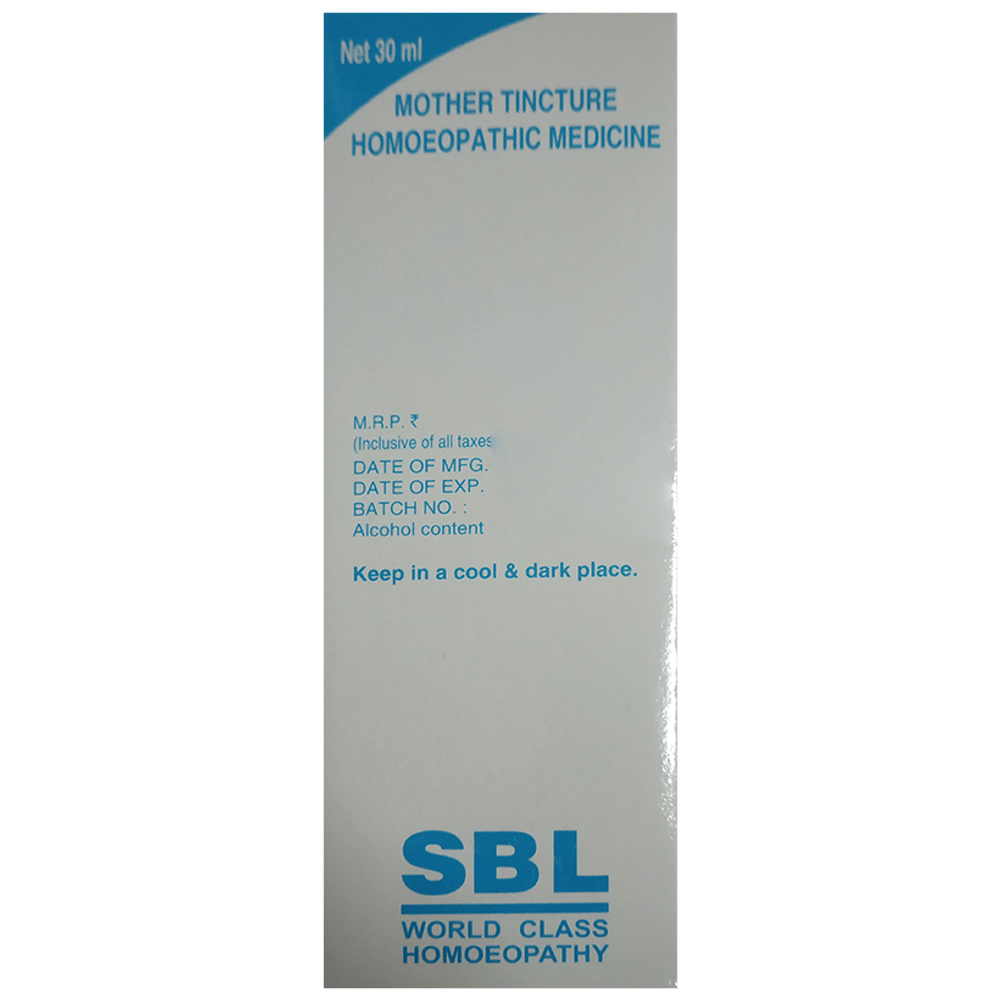 Net 30 ml
MOTHER TINCTURE
HOMOEOPATHIC MEDICINE
M.R.P. ₹
(Inclusive of all taxes
DATE OF MFG.
DATE OF EXP.
BATCH NO. :
Alcohol content
Keep in a cool & dark place.
SBL
WORLD CLASS
HOMOEOPATHY